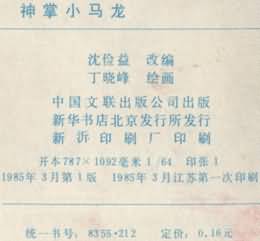 神掌小马龙
沈俭益 改编
丁晓峰 绘画
中国文联出版公司出版
新华书店北京发行所发行
新沂印刷厂印刷
开本787×1092毫米1/64 印张1
1985年3月第1版 1985年3月江苏第一次印刷
统一书号：8355·212 定价：0.16元